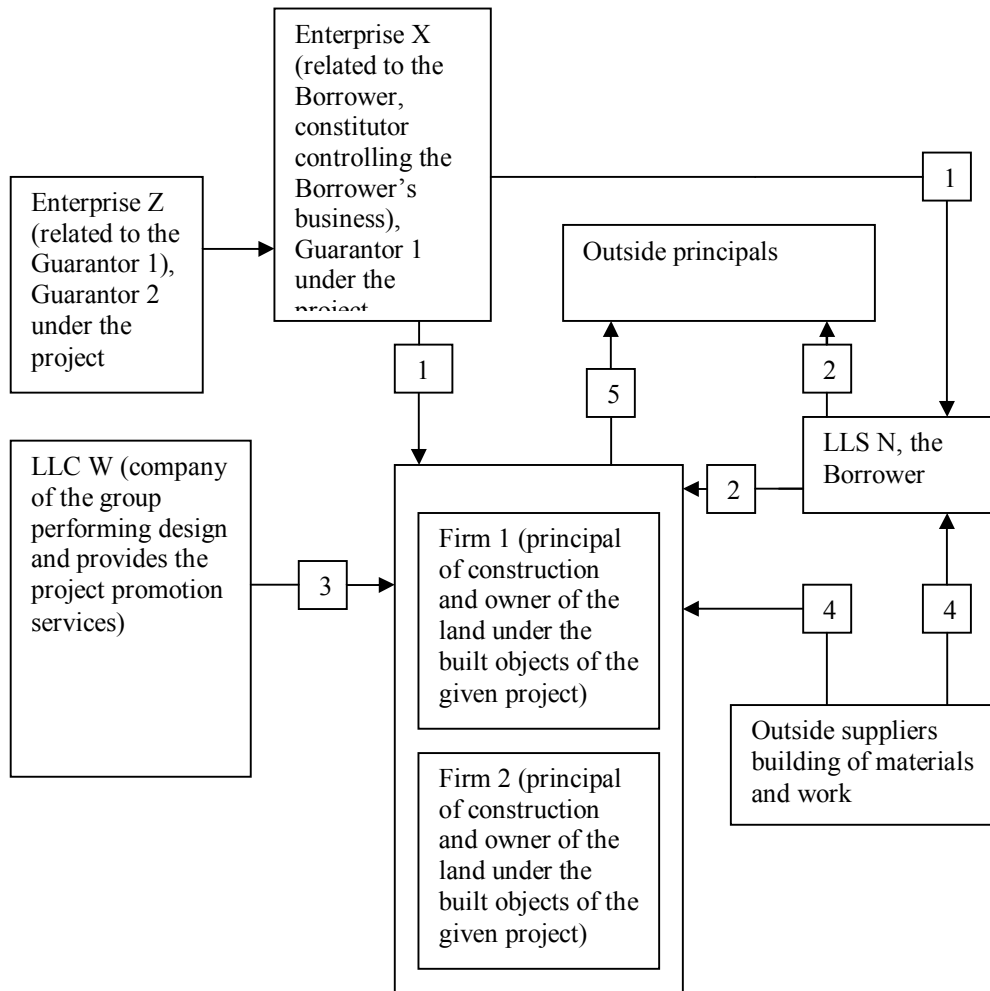 Enterprise X
(related to the
Borrower,
constitutor
controlling the
Borrower's
business),
Guarantor 1
under the
project
1
Enterprise Z
(related to the
Guarantor 1),
Guarantor 2
under the
project
Outside principals
1
5
2
LLC W (company
of the group
performing design
and provides the
project promotion
services)
LLS N, the
Borrower
2
3
Firm 1 (principal
of construction
and owner of the
land under the
built objects of the
given project)
4
4
Outside suppliers
building of materials
and work
Firm 2 (principal
of construction
and owner of the
land under the
built objects of the
given project)